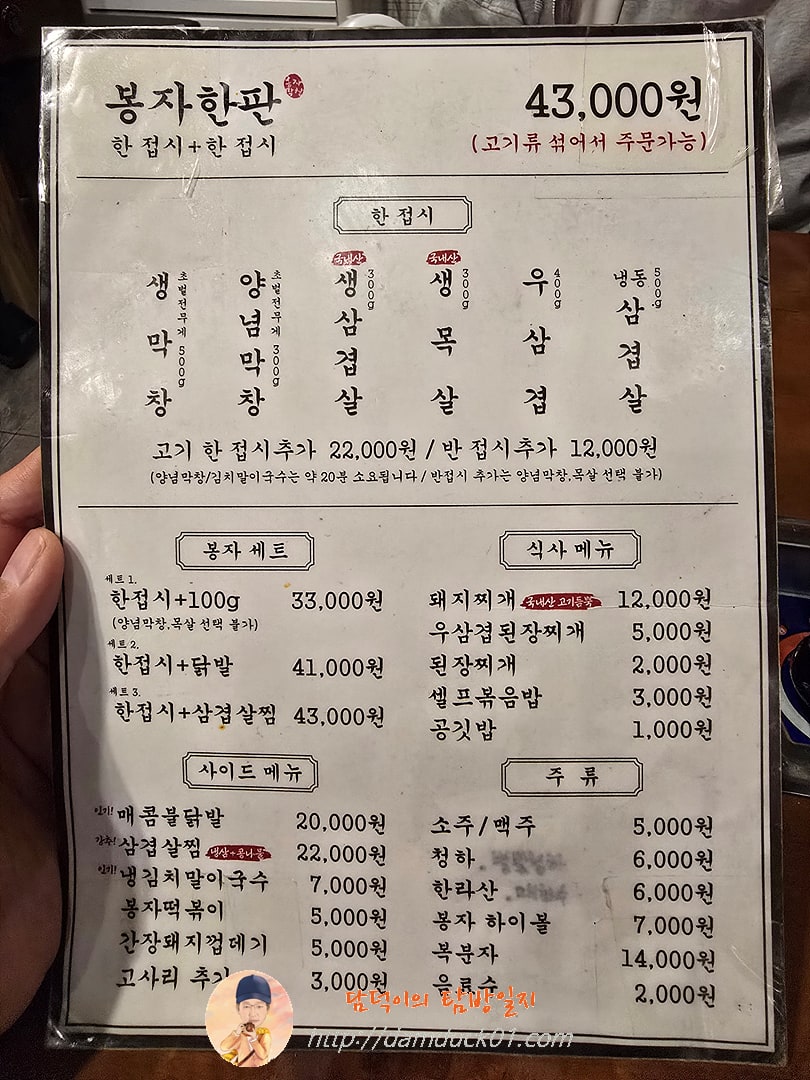 봉자한판
43,000원
한 접시+한 접시
(고기류 섞어서 주문가능)
한 접시
생막창 초벌전무게 500g
양념막창 초벌전무게 300g
국내산 생삼겹살 300g
국내산 생목살 300g
우삼겹 400g
냉동삼겹살 500g
고기 한 접시추가 22,000원 / 반 접시추가 12,000원
(양념막창/김치말이국수는 약 20분 소요됩니다 / 반접시 추가는 양념막창,목살 선택 불가)
봉자 세트
세트 1.
한접시+100g 33,000원
(양념막창,목살 선택 불가)
세트 2.
한접시+닭발 41,000원
세트 3.
한접시+삼겹살찜 43,000원
식사 메뉴
돼지찌개 국내산 고기듬뿍 12,000원
우삼겹된장찌개 5,000원
된장찌개 2,000원
셀프볶음밥 3,000원
공깃밥 1,000원
사이드 메뉴
인기! 매콤불닭발 20,000원
강추! 삼겹살찜 냉삼+콩나물 22,000원
인기! 냉김치말이국수 7,000원
봉자떡볶이 5,000원
간장돼지껍데기 5,000원
고사리 추가 3,000원
주 류
소주/맥주 5,000원
청하 6,000원
한라산 6,000원
봉자 하이볼 7,000원
복분자 14,000원
음료수 2,000원
담덕이의 탐방일지
http://damduck01.com